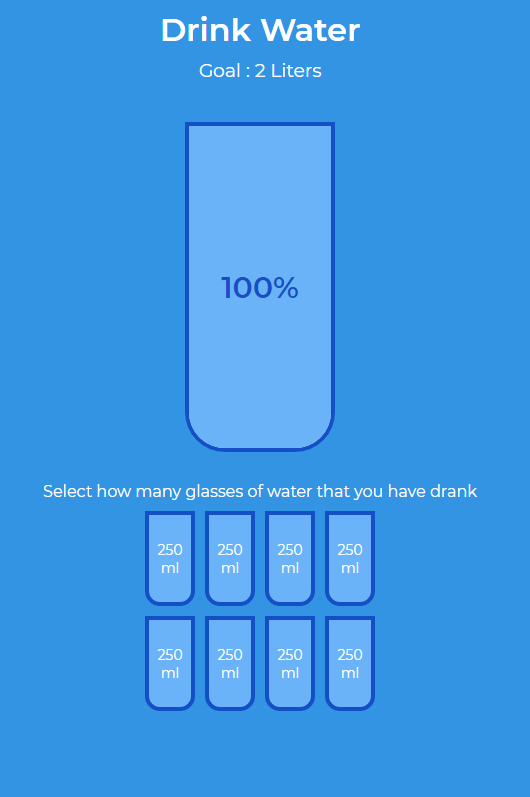 Drink Water
Goal : 2 Liters
100%
Select how many glasses of water that you have drank
250 250 250 250
ml ml ml ml
250 250 250 250
ml ml ml ml